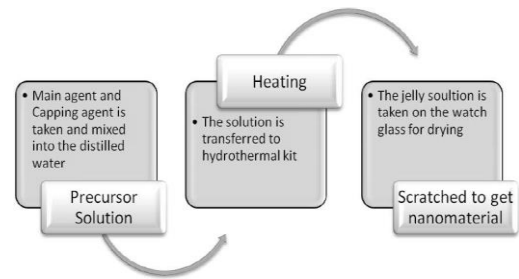 • Main agent and
Capping agent is
taken and mixed
into the distilled
water
Precursor
Solution
Heating
• The solution is
transferred to
hydrothermal kit
• The jelly soultion is
taken on the watch
glass for drying
Scratched to get
nanomaterial